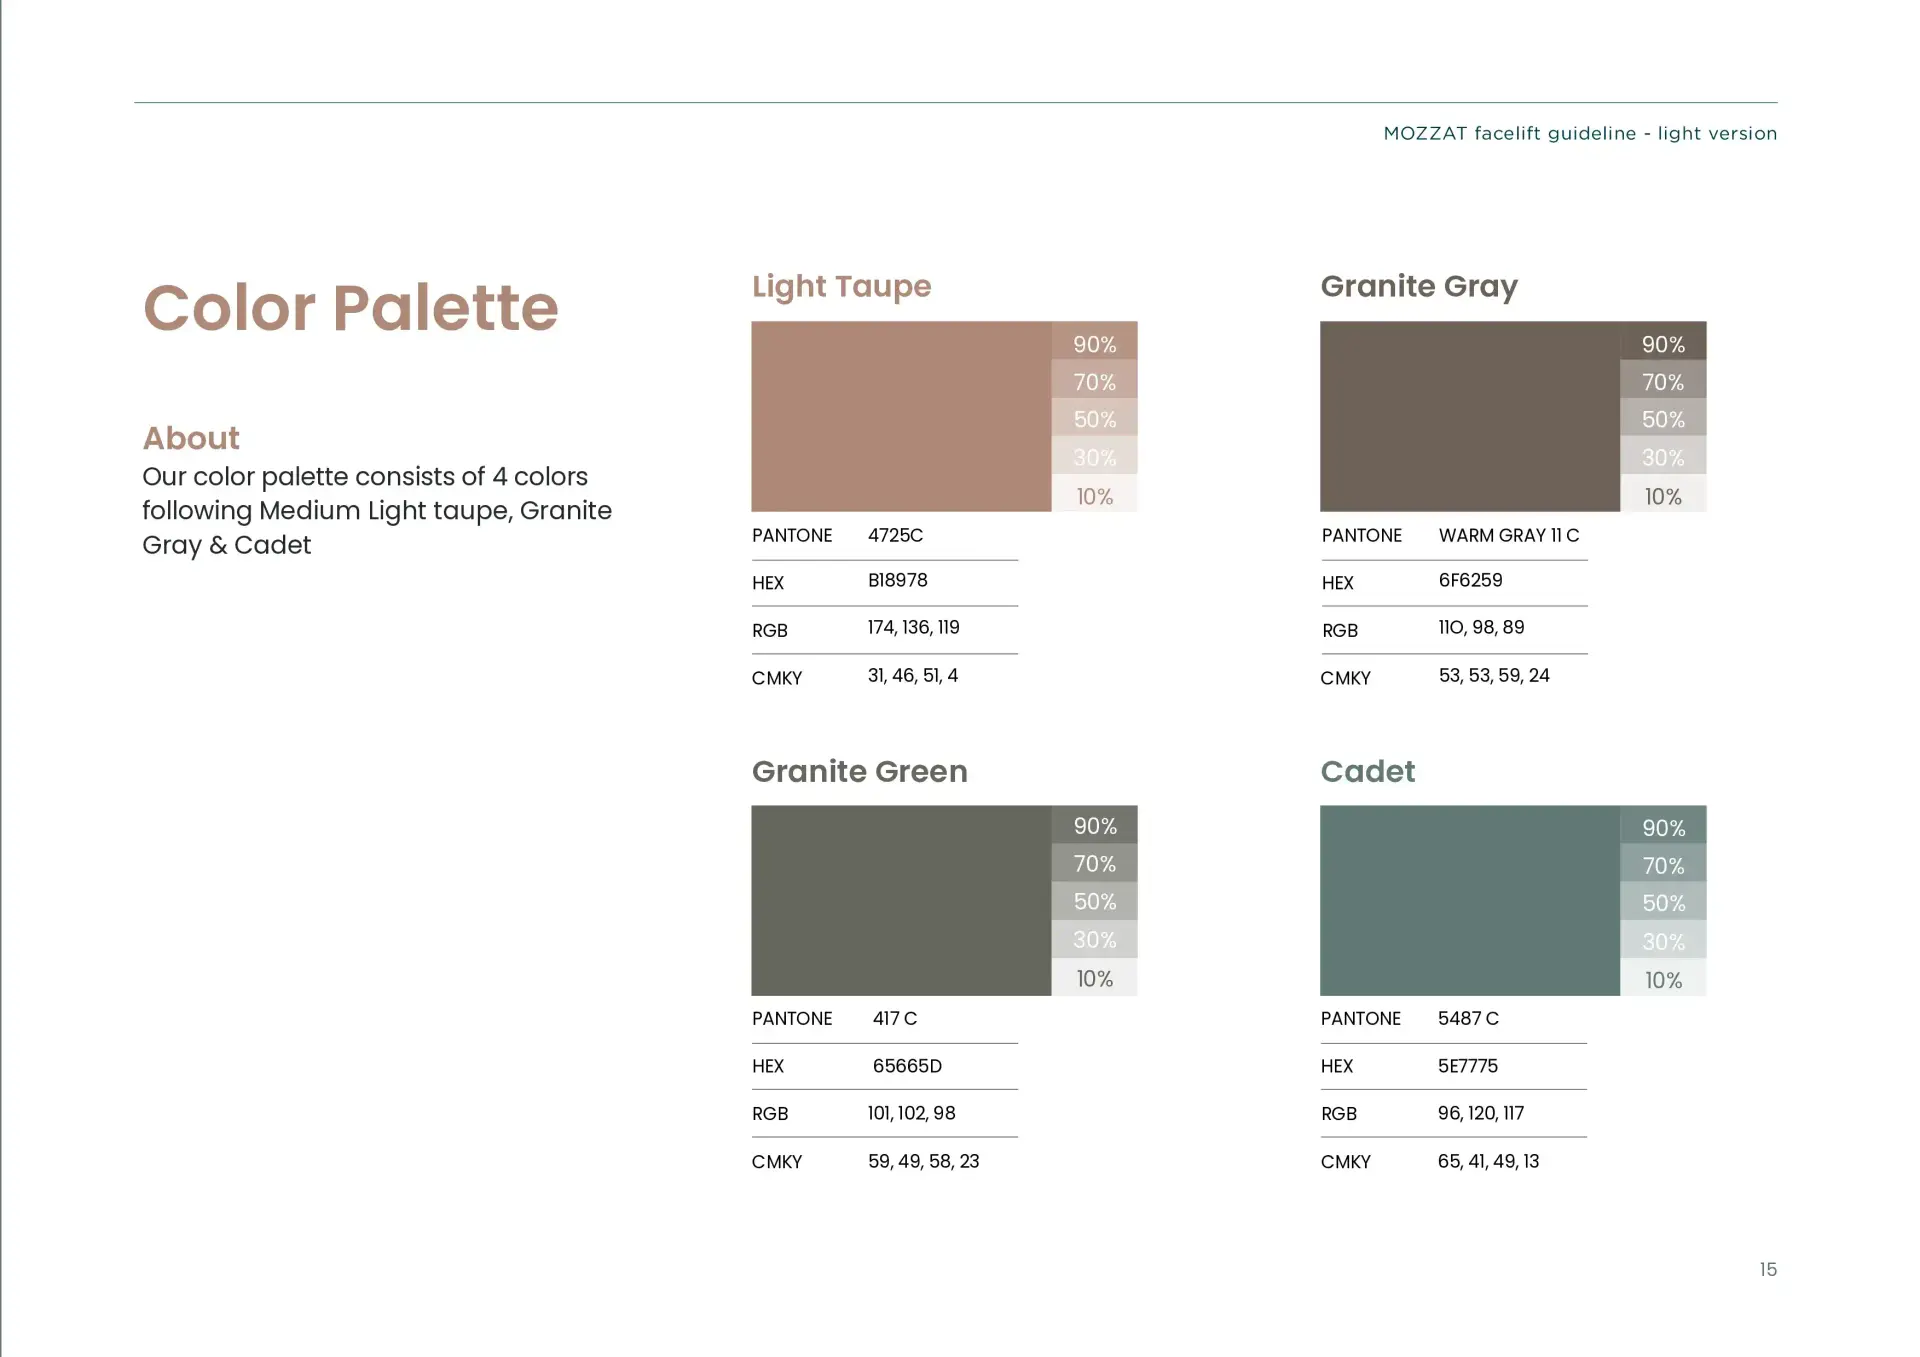 MOZZAT facelift guideline - light version
Color Palette
About
Our color palette consists of 4 colors
following Medium Light taupe, Granite
Gray & Cadet
Light Taupe
90%
70%
50%
30%
10%
PANTONE 4725C
HEX B18978
RGB 174, 136, 119
CMKY 31, 46, 51, 4
Granite Gray
90%
70%
50%
30%
10%
PANTONE WARM GRAY 11 C
HEX 6F6259
RGB 11O, 98, 89
CMKY 53, 53, 59, 24
Granite Green
90%
70%
50%
30%
10%
PANTONE 417 C
HEX 65665D
RGB 101, 102, 98
CMKY 59, 49, 58, 23
Cadet
90%
70%
50%
30%
10%
PANTONE 5487 C
HEX 5E7775
RGB 96, 120, 117
CMKY 65, 41, 49, 13
15